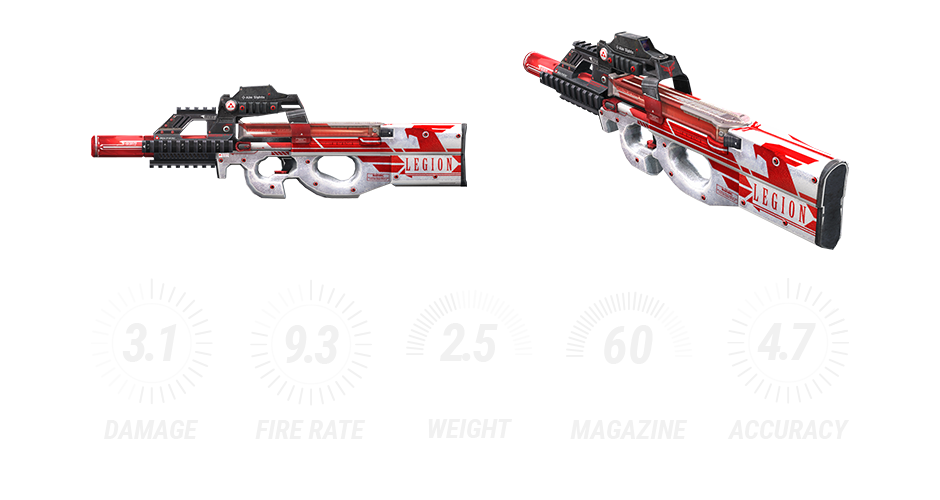 LEGION
LEGION
3.1
9.3
2.5
60
4.7
DAMAGE
FIRE RATE
WEIGHT
MAGAZINE
ACCURACY